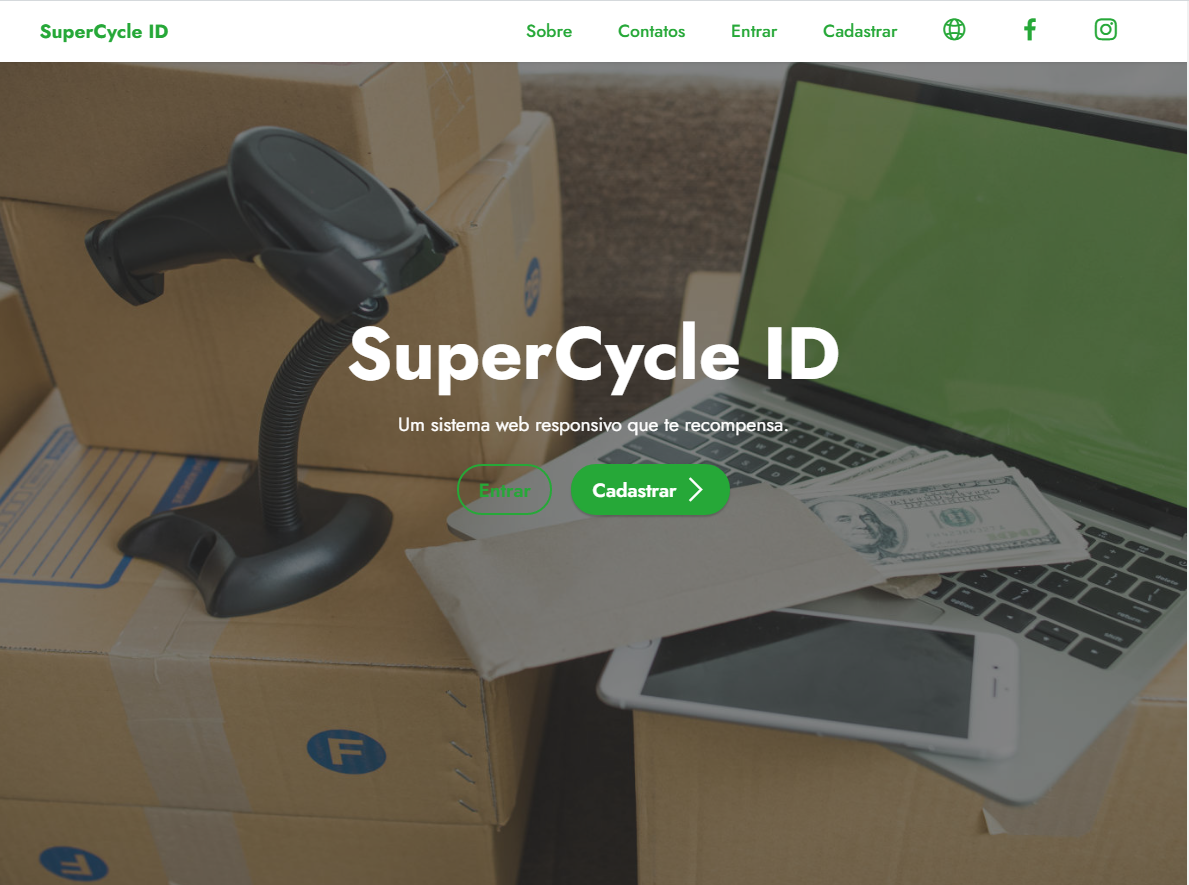 SuperCycle ID
Sobre Contatos Entrar Cadastrar
SuperCycle ID
Um sistema web responsivo que te recompensa.
Entrar Cadastrar
F
F